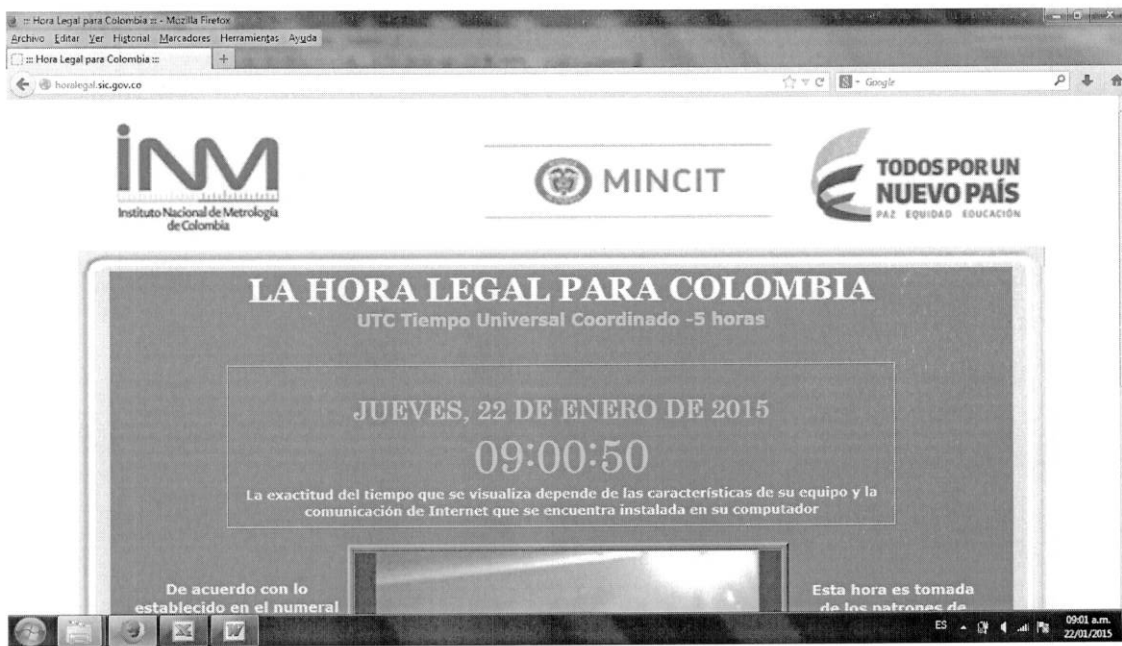 ::: Hora Legal para Colombia ::: - Mozilla Firefox
Archivo Editar Ver Historial Marcadores Herramientas Ayuda
::: Hora Legal para Colombia :::
+
horalegal.sic.gov.co
Google
INM
Instituto Nacional de Metrología
de Colombia
MINCIT
TODOS POR UN
NUEVO PAÍS
PAZ EQUIDAD EDUCACIÓN
LA HORA LEGAL PARA COLOMBIA
UTC Tiempo Universal Coordinado -5 horas
JUEVES, 22 DE ENERO DE 2015
09:00:50
La exactitud del tiempo que se visualiza depende de las características de su equipo y la
comunicación de Internet que se encuentra instalada en su computador
De acuerdo con lo
establecido en el numeral
Esta hora es tomada
de los patrones de
ES
09:01 a.m.
22/01/2015